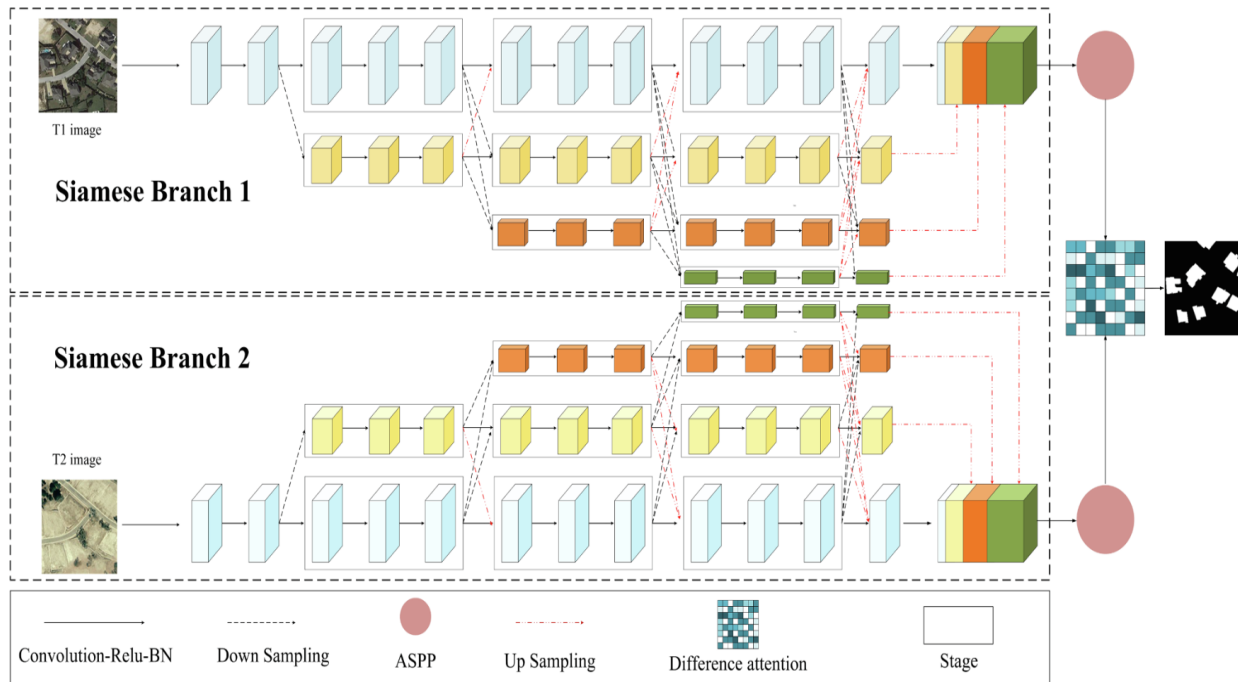 T1 image
Siamese Branch 1
Siamese Branch 2
T2 image
Convolution-Relu-BN
Down Sampling
ASPP
Up Sampling
Difference attention
Stage